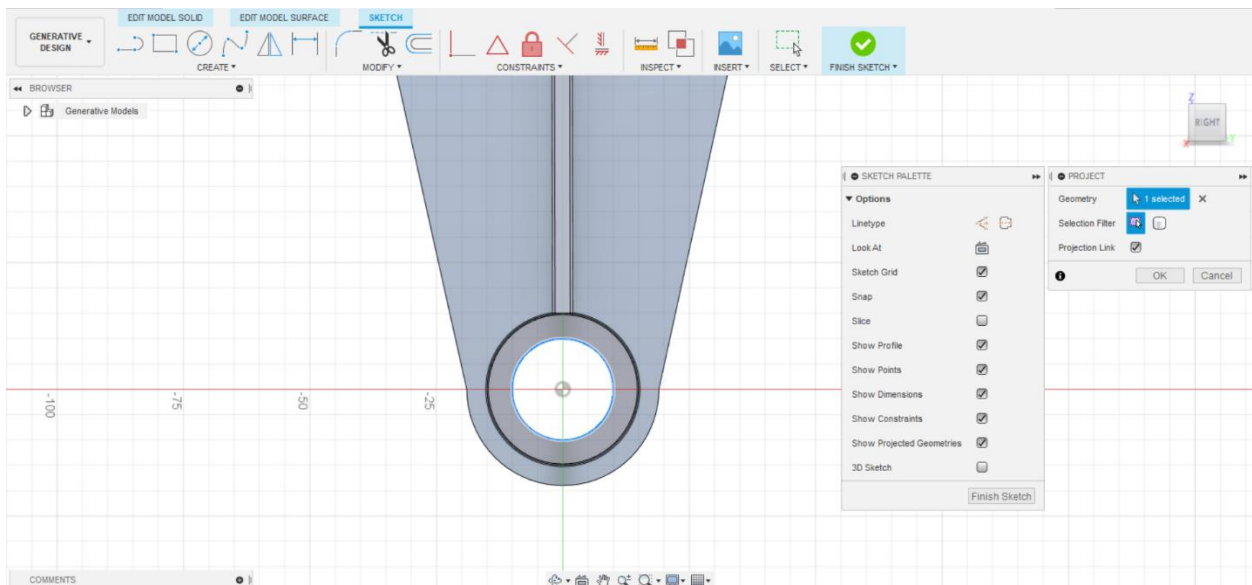 EDIT MODEL SOLID EDIT MODEL SURFACE SKETCH
GENERATIVE DESIGN
CREATE MODIFY CONSTRAINTS INSPECT INSERT SELECT FINISH SKETCH
BROWSER
Generative Models
Z
RIGHT
X
Y
SKETCH PALETTE
Options
Linetype
Look At
Sketch Grid
Snap
Slice
Show Profile
Show Points
Show Dimensions
Show Constraints
Show Projected Geometries
3D Sketch
Finish Sketch
PROJECT
Geometry 1 selected
Selection Filter
Projection Link
OK Cancel
-100 -75 -50 -25
COMMENTS